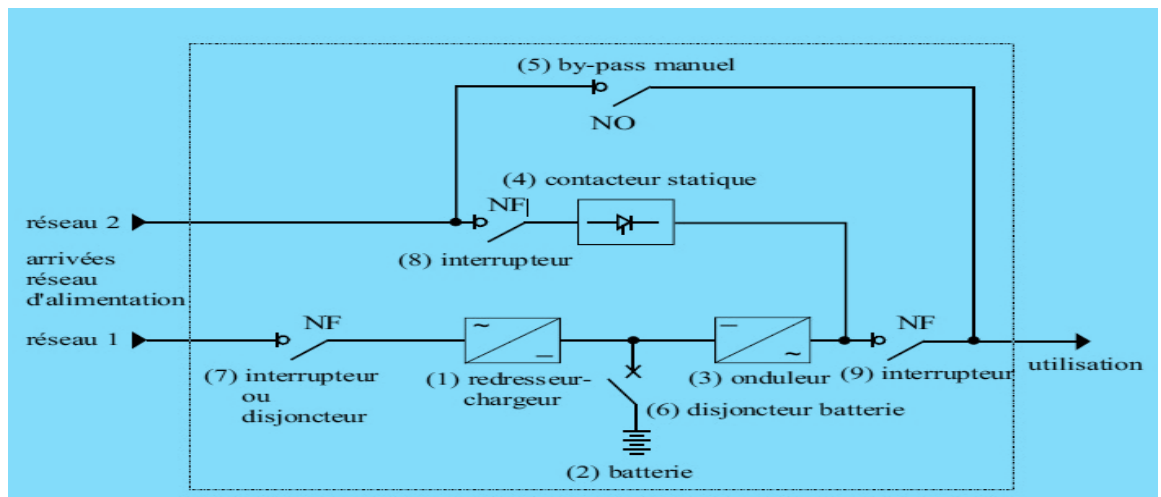 (5) by-pass manuel
NO
(4) contacteur statique
NF
réseau 2
(8) interrupteur
arrivées
réseau
d'alimentation
NF
NF
réseau 1
utilisation
(7) interrupteur
ou
disjoncteur
(1) redresseur-
chargeur
(3) onduleur
(9) interrupteur
(6) disjoncteur batterie
(2) batterie